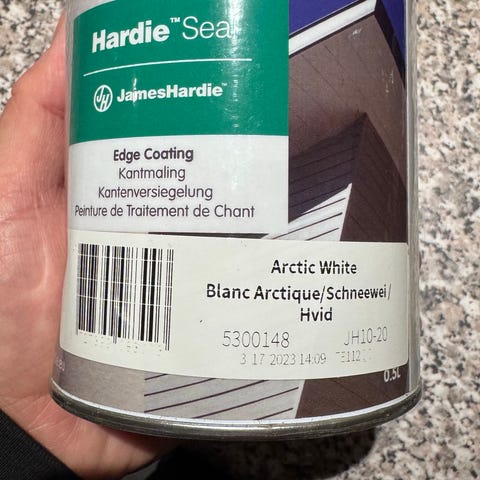 Hardie™ Seal
JH JamesHardie™
Edge Coating
Kantmaling
Kantenversiegelung
Peinture de Traitement de Chant
Arctic White
Blanc Arctique/Schneewei /
Hvid
5300148 JH10-20
3 17 2023 14:09
0.5L